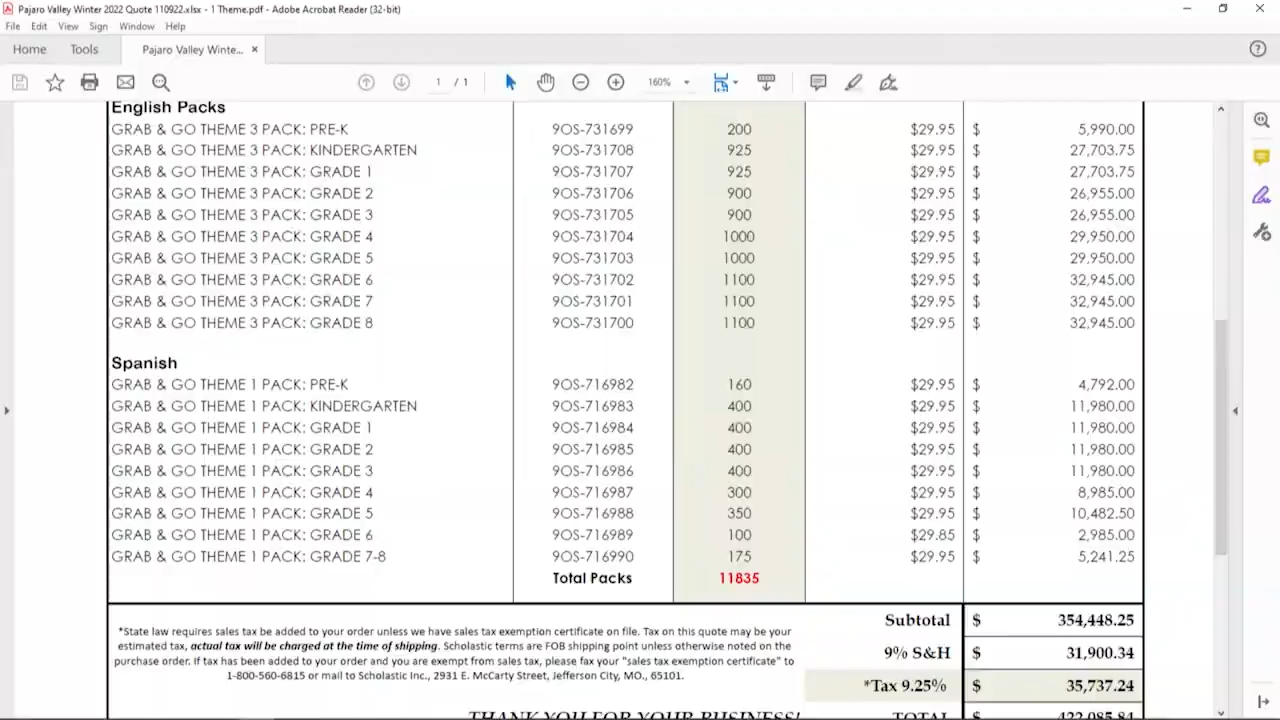 Pajaro Valley Winter 2022 Quote 110922.xlsx - 1 Theme.pdf - Adobe Acrobat Reader (32-bit)
File Edit View Sign Window Help
Home Tools Pajaro Valley Winte... ×
1 / 1 160%
English Packs
GRAB & GO THEME 3 PACK: PRE-K 9OS-731699 200 $29.95 $ 5,990.00
GRAB & GO THEME 3 PACK: KINDERGARTEN 9OS-731708 925 $29.95 $ 27,703.75
GRAB & GO THEME 3 PACK: GRADE 1 9OS-731707 925 $29.95 $ 27,703.75
GRAB & GO THEME 3 PACK: GRADE 2 9OS-731706 900 $29.95 $ 26,955.00
GRAB & GO THEME 3 PACK: GRADE 3 9OS-731705 900 $29.95 $ 26,955.00
GRAB & GO THEME 3 PACK: GRADE 4 9OS-731704 1000 $29.95 $ 29,950.00
GRAB & GO THEME 3 PACK: GRADE 5 9OS-731703 1000 $29.95 $ 29,950.00
GRAB & GO THEME 3 PACK: GRADE 6 9OS-731702 1100 $29.95 $ 32,945.00
GRAB & GO THEME 3 PACK: GRADE 7 9OS-731701 1100 $29.95 $ 32,945.00
GRAB & GO THEME 3 PACK: GRADE 8 9OS-731700 1100 $29.95 $ 32,945.00
Spanish
GRAB & GO THEME 1 PACK: PRE-K 9OS-716982 160 $29.95 $ 4,792.00
GRAB & GO THEME 1 PACK: KINDERGARTEN 9OS-716983 400 $29.95 $ 11,980.00
GRAB & GO THEME 1 PACK: GRADE 1 9OS-716984 400 $29.95 $ 11,980.00
GRAB & GO THEME 1 PACK: GRADE 2 9OS-716985 400 $29.95 $ 11,980.00
GRAB & GO THEME 1 PACK: GRADE 3 9OS-716986 400 $29.95 $ 11,980.00
GRAB & GO THEME 1 PACK: GRADE 4 9OS-716987 300 $29.95 $ 8,985.00
GRAB & GO THEME 1 PACK: GRADE 5 9OS-716988 350 $29.95 $ 10,482.50
GRAB & GO THEME 1 PACK: GRADE 6 9OS-716989 100 $29.85 $ 2,985.00
GRAB & GO THEME 1 PACK: GRADE 7-8 9OS-716990 175 $29.95 $ 5,241.25
Total Packs 11835
Subtotal $ 354,448.25
*State law requires sales tax be added to your order unless we have sales tax exemption certificate on file. Tax on this quote may be your
estimated tax, actual tax will be charged at the time of shipping. Scholastic terms are FOB shipping point unless otherwise noted on the
purchase order. If tax has been added to your order and you are exempt from sales tax, please fax your "sales tax exemption certificate" to
1-800-560-6815 or mail to Scholastic Inc., 2931 E. McCarty Street, Jefferson City, MO., 65101.
9% S&H $ 31,900.34
*Tax 9.25% $ 35,737.24
THANK YOU FOR YOUR BUSINESS! TOTAL $ 422,085.84